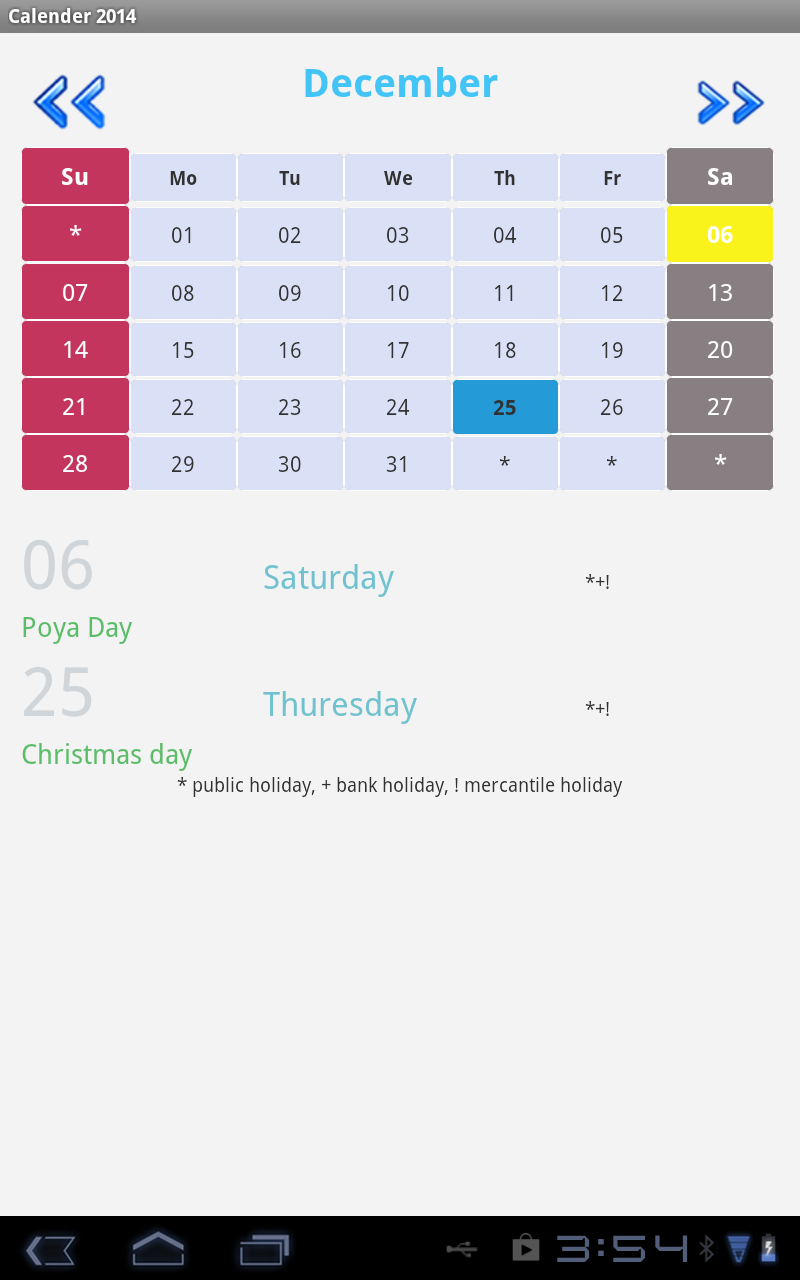 Calender 2014
December
Su Mo Tu We Th Fr Sa
* 01 02 03 04 05 06
07 08 09 10 11 12 13
14 15 16 17 18 19 20
21 22 23 24 25 26 27
28 29 30 31 * * *
06 Saturday *+!
Poya Day
25 Thuresday *+!
Christmas day
* public holiday, + bank holiday, ! mercantile holiday
3:54